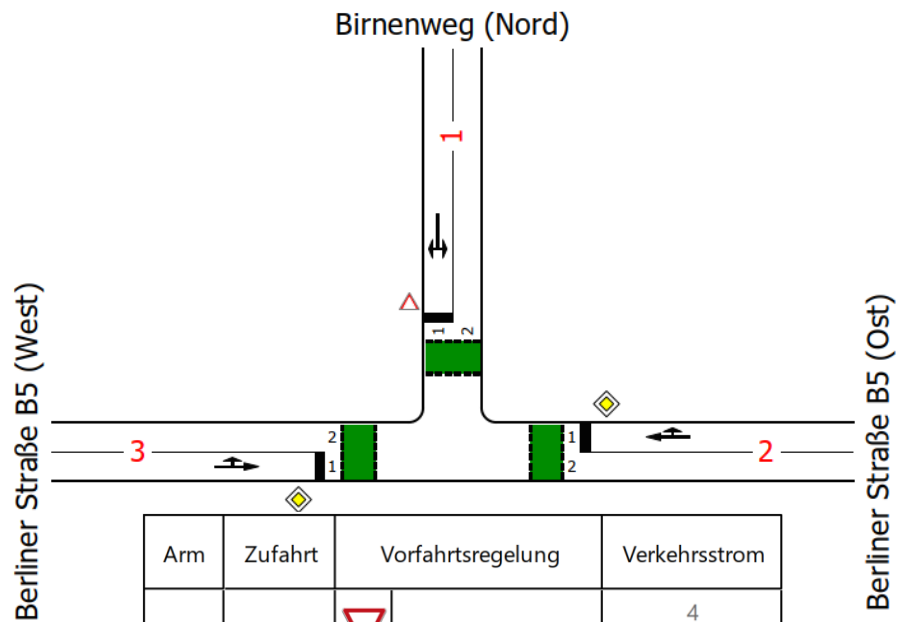 Birnenweg (Nord)
1
1 2
Berliner Straße B5 (West)
Berliner Straße B5 (Ost)
3
2
1
1
2
2
Arm Zufahrt Vorfahrtsregelung Verkehrsstrom
4